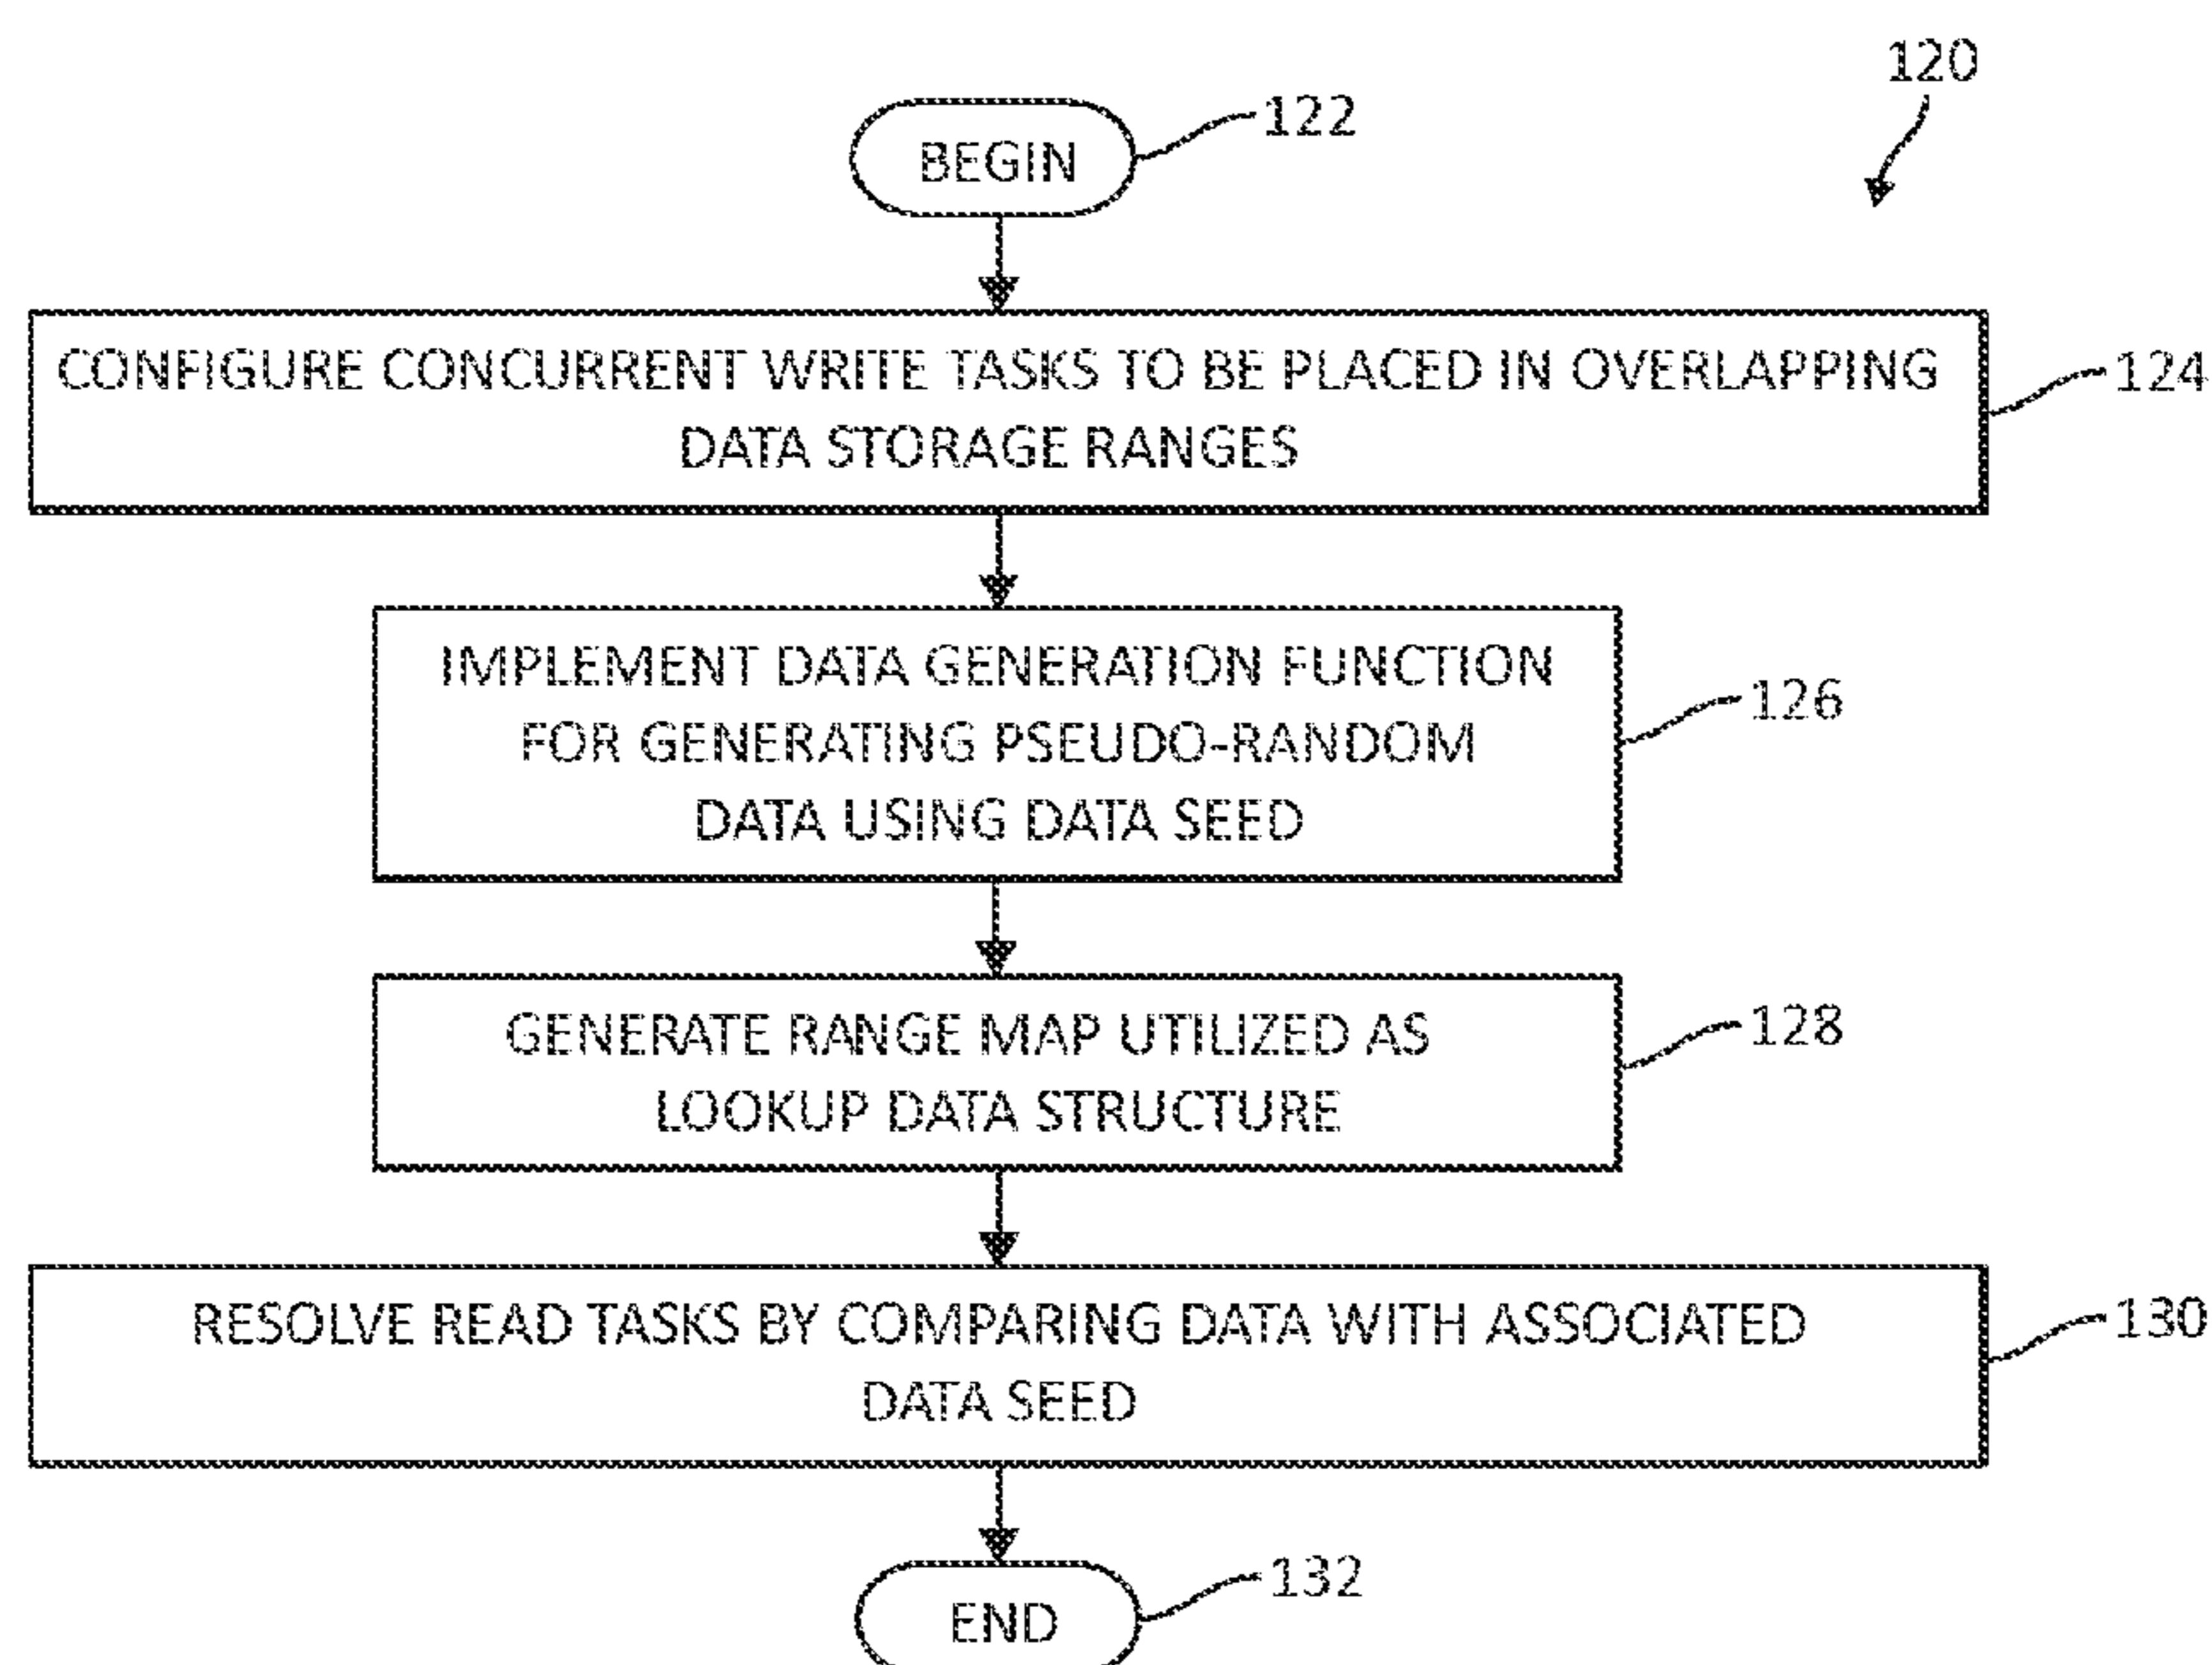 120
BEGIN
122
CONFIGURE CONCURRENT WRITE TASKS TO BE PLACED IN OVERLAPPING
DATA STORAGE RANGES
124
IMPLEMENT DATA GENERATION FUNCTION
FOR GENERATING PSEUDO-RANDOM
DATA USING DATA SEED
126
GENERATE RANGE MAP UTILIZED AS
LOOKUP DATA STRUCTURE
128
RESOLVE READ TASKS BY COMPARING DATA WITH ASSOCIATED
DATA SEED
130
END
132